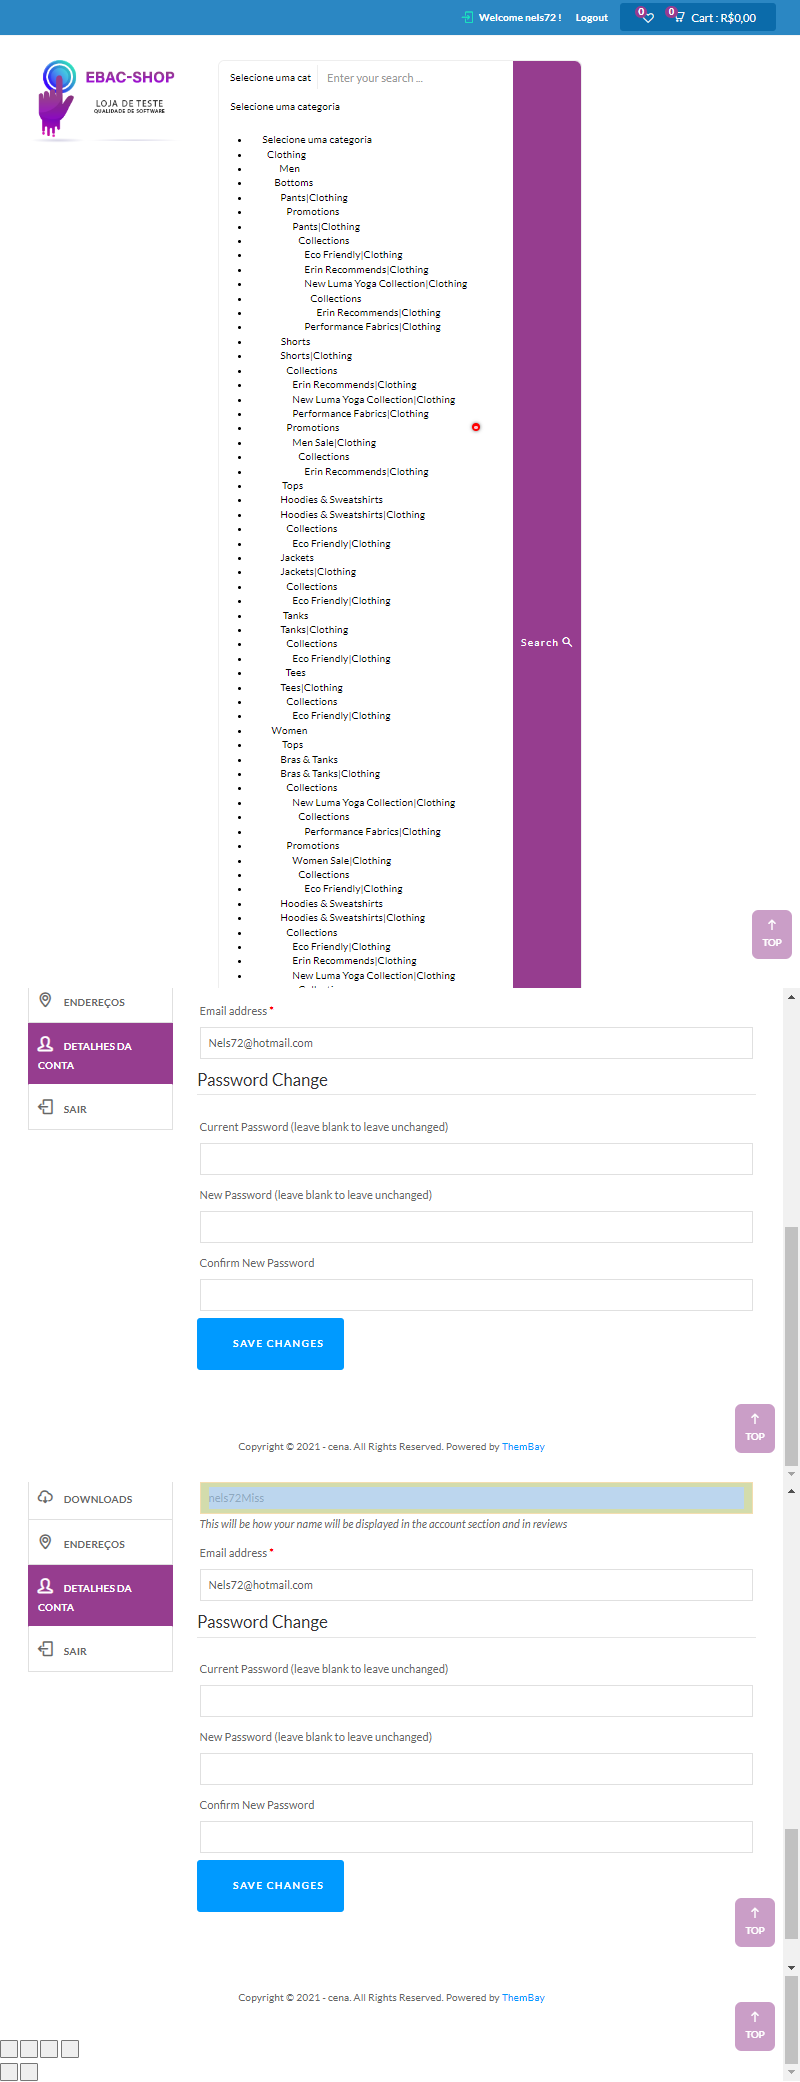 Welcome nels72 ! Logout 0 0 Cart : R$0,00
EBAC-SHOP
LOJA DE TESTE
QUALIDADE DE SOFTWARE
Selecione uma cat Enter your search ...
Selecione uma categoria
Selecione uma categoria
Clothing
Men
Bottoms
Pants|Clothing
Promotions
Pants|Clothing
Collections
Eco Friendly|Clothing
Erin Recommends|Clothing
New Luma Yoga Collection|Clothing
Collections
Erin Recommends|Clothing
Performance Fabrics|Clothing
Shorts
Shorts|Clothing
Collections
Erin Recommends|Clothing
New Luma Yoga Collection|Clothing
Performance Fabrics|Clothing
Promotions
Men Sale|Clothing
Collections
Erin Recommends|Clothing
Tops
Hoodies & Sweatshirts
Hoodies & Sweatshirts|Clothing
Collections
Eco Friendly|Clothing
Jackets
Jackets|Clothing
Collections
Eco Friendly|Clothing
Tanks
Tanks|Clothing
Collections
Eco Friendly|Clothing
Tees
Tees|Clothing
Collections
Eco Friendly|Clothing
Women
Tops
Bras & Tanks
Bras & Tanks|Clothing
Collections
New Luma Yoga Collection|Clothing
Collections
Performance Fabrics|Clothing
Promotions
Women Sale|Clothing
Collections
Eco Friendly|Clothing
Hoodies & Sweatshirts
Hoodies & Sweatshirts|Clothing
Collections
Eco Friendly|Clothing
Erin Recommends|Clothing
New Luma Yoga Collection|Clothing
Search
TOP
ENDEREÇOS
DETALHES DA
CONTA
SAIR
Email address *
Nels72@hotmail.com
Password Change
Current Password (leave blank to leave unchanged)
New Password (leave blank to leave unchanged)
Confirm New Password
SAVE CHANGES
TOP
Copyright © 2021 - cena. All Rights Reserved. Powered by ThemBay
DOWNLOADS
ENDEREÇOS
DETALHES DA
CONTA
SAIR
nels72Miss
This will be how your name will be displayed in the account section and in reviews
Email address *
Nels72@hotmail.com
Password Change
Current Password (leave blank to leave unchanged)
New Password (leave blank to leave unchanged)
Confirm New Password
SAVE CHANGES
TOP
Copyright © 2021 - cena. All Rights Reserved. Powered by ThemBay
TOP